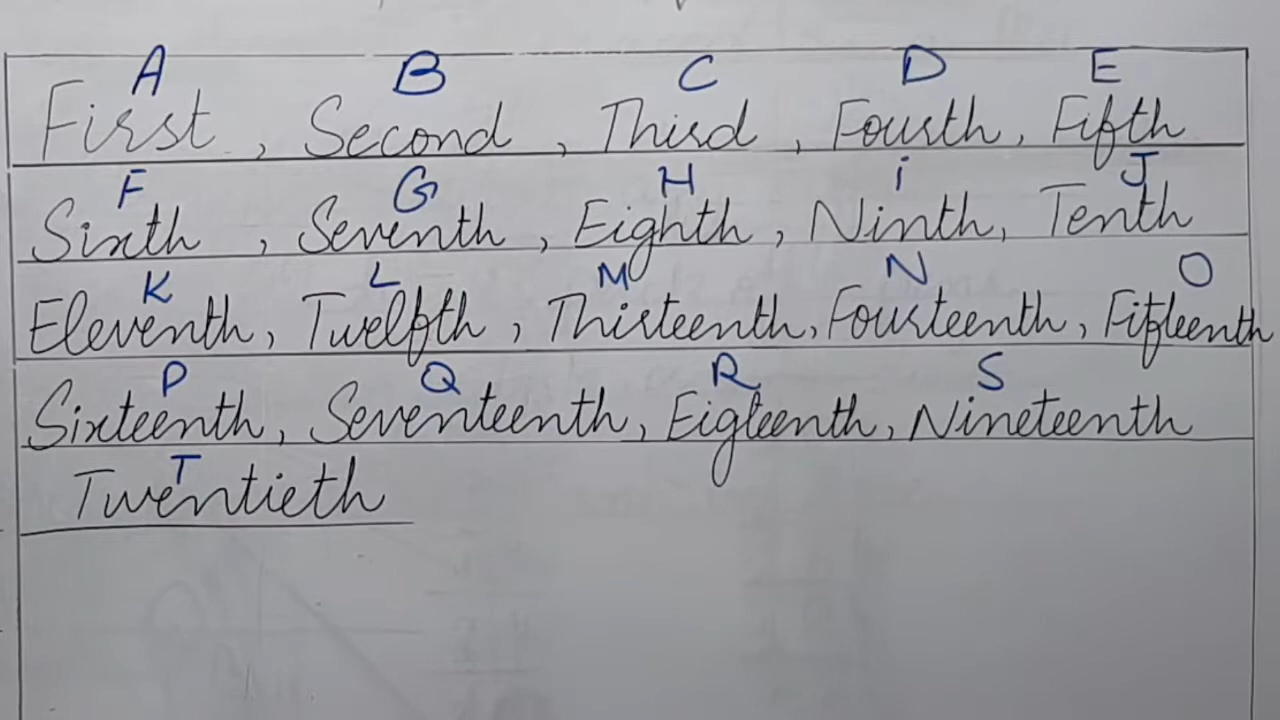 A B C D E
First , Second , Third , Fourth , Fifth
F G H i J
Sixth , Seventh , Eighth , Ninth , Tenth
K L M N O
Eleventh , Twelfth , Thirteenth , Fourteenth , Fifteenth
P Q R S
Sixteenth , Seventeenth , Eigteenth , Nineteenth
T
Twentieth